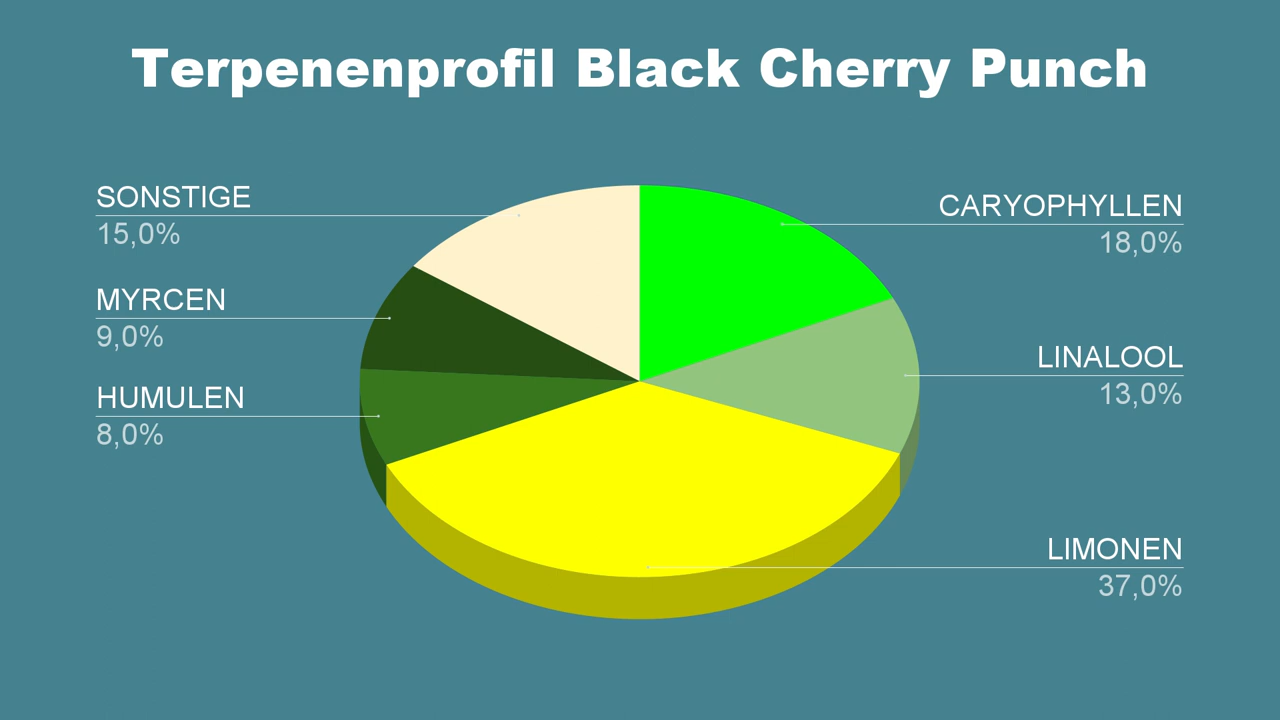 Terpenenprofil Black Cherry Punch
SONSTIGE
15,0%
MYRCEN
9,0%
HUMULEN
8,0%
CARYOPHYLLEN
18,0%
LINALOOL
13,0%
LIMONEN
37,0%